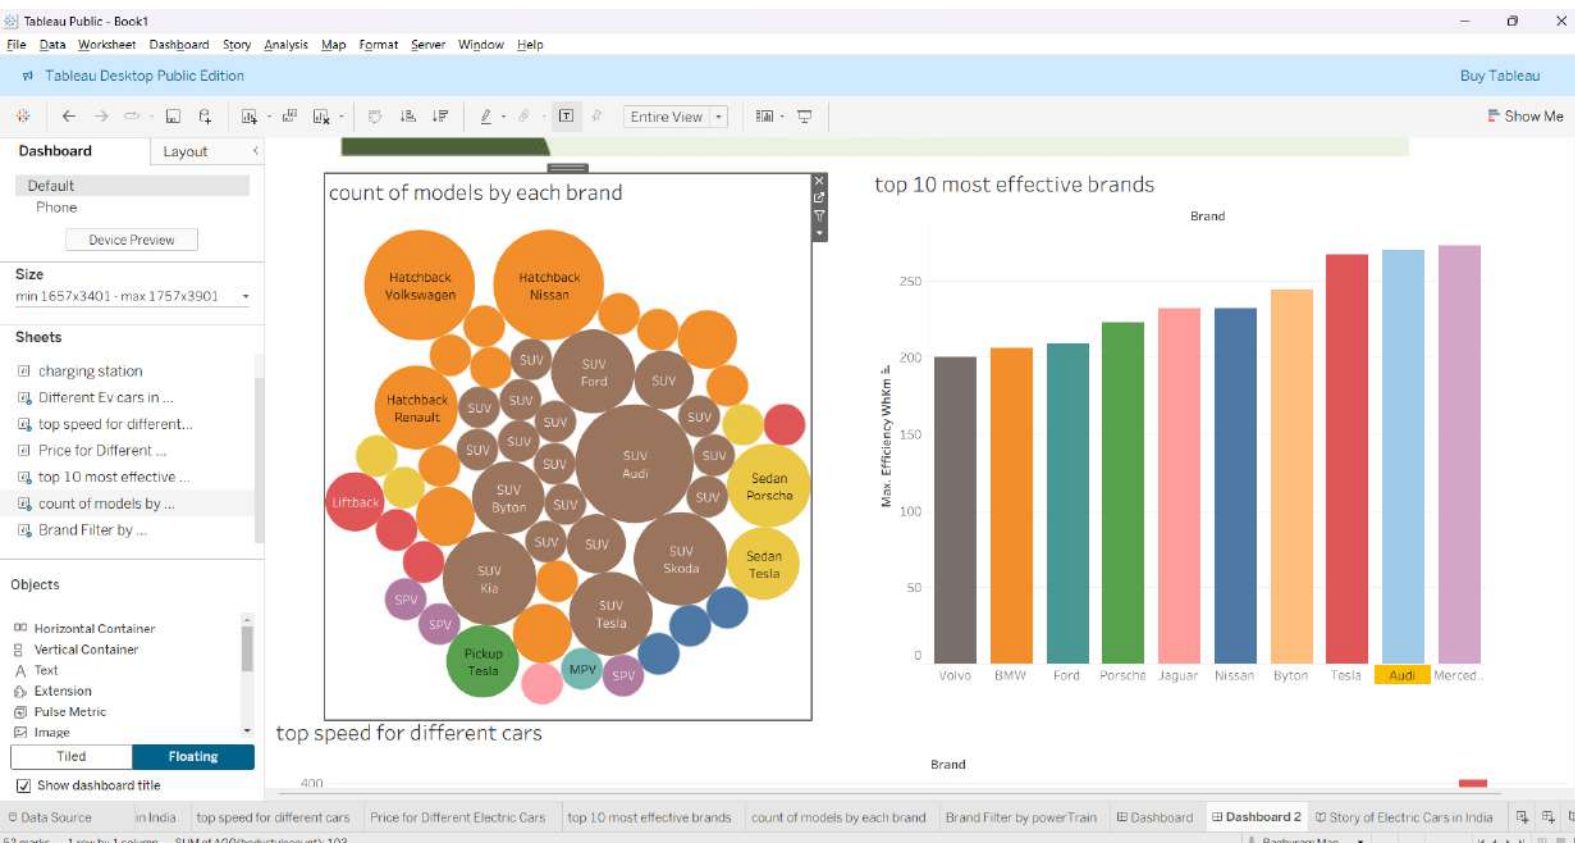 Tableau Public - Book1
File Data Worksheet Dashboard Story Analysis Map Format Server Window Help
Tableau Desktop Public Edition
Buy Tableau
Entire View
Show Me
Dashboard
Layout
Default
Phone
Device Preview
Size
min 1657x3401 - max 1757x3901
Sheets
charging station
Different Ev cars in ...
top speed for different...
Price for Different ...
top 10 most effective ...
count of models by ...
Brand Filter by ...
Objects
Horizontal Container
Vertical Container
Text
Extension
Pulse Metric
Image
Tiled
Floating
Show dashboard title
count of models by each brand
Hatchback
Volkswagen
Hatchback
Nissan
SUV
SUV
Ford
SUV
Hatchback
Renault
SUV
SUV
SUV
SUV
SUV
SUV
SUV
SUV
Audi
SUV
Sedan
Porsche
Liftback
SUV
Byton
SUV
SUV
SUV
SUV
SUV
Skoda
Sedan
Tesla
SUV
Kia
SPV
SPV
SUV
Tesla
Pickup
Tesla
MPV
SPV
top 10 most effective brands
Brand
Max. Efficiency WhKm
250
200
150
100
50
0
Volvo
BMW
Ford
Porsche
Jaguar
Nissan
Byton
Tesla
Audi
Merced..
top speed for different cars
Brand
400
Data Source
in India
top speed for different cars
Price for Different Electric Cars
top 10 most effective brands
count of models by each brand
Brand Filter by powerTrain
Dashboard
Dashboard 2
Story of Electric Cars in India
1 row by 1 column